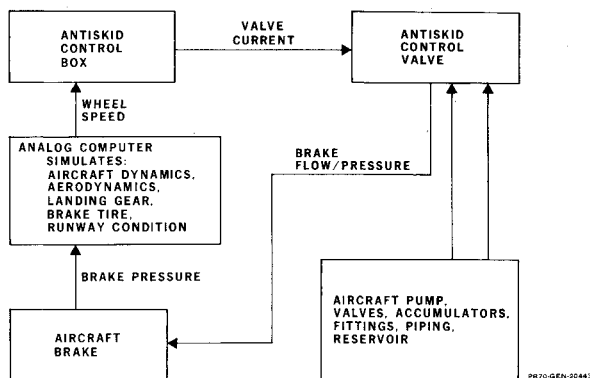 ANTISKID
CONTROL
BOX
VALVE
CURRENT
ANTISKID
CONTROL
VALVE
WHEEL
SPEED
ANALOG COMPUTER
SIMULATES:
AIRCRAFT DYNAMICS,
AERODYNAMICS,
LANDING GEAR,
BRAKE TIRE,
RUNWAY CONDITION
BRAKE
FLOW/PRESSURE
BRAKE PRESSURE
AIRCRAFT
BRAKE
AIRCRAFT PUMP,
VALVES, ACCUMULATORS,
FITTINGS, PIPING,
RESERVOIR